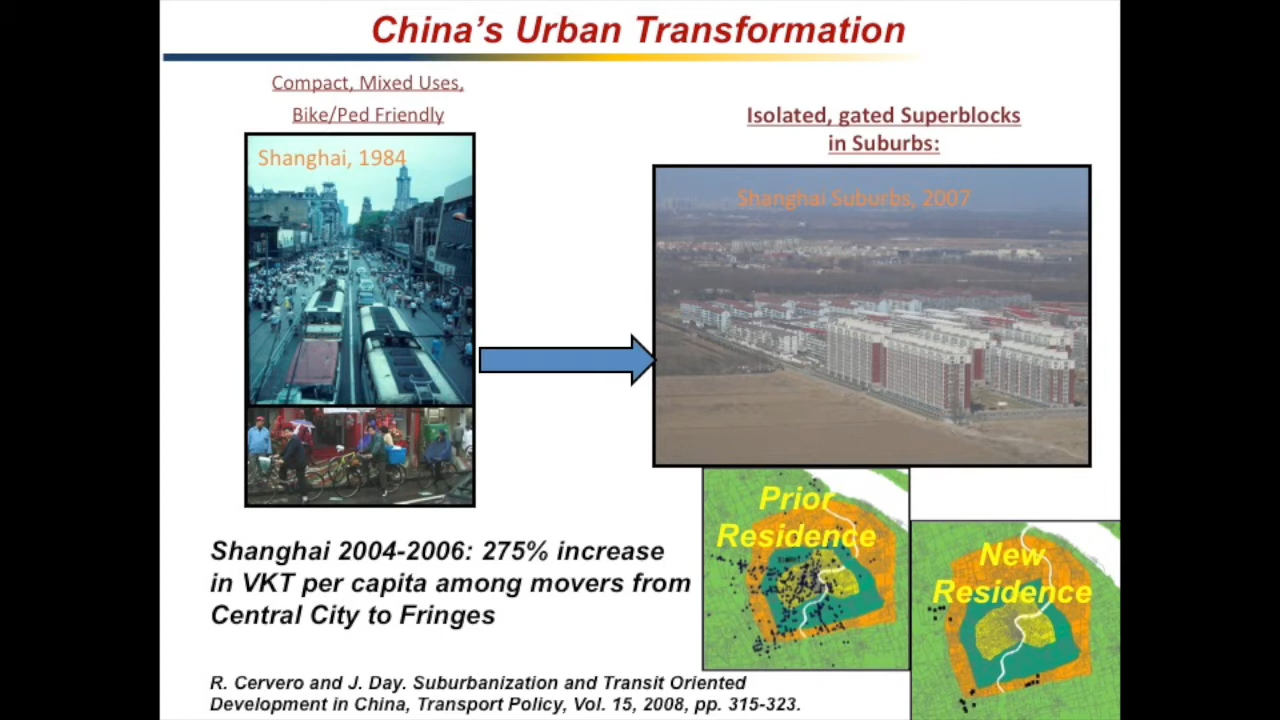 China's Urban Transformation
Compact, Mixed Uses,
Bike/Ped Friendly
Shanghai, 1984
Isolated, gated Superblocks
in Suburbs:
Shanghai Suburbs, 2007
Prior
Residence
New
Residence
Shanghai 2004-2006: 275% increase
in VKT per capita among movers from
Central City to Fringes
R. Cervero and J. Day. Suburbanization and Transit Oriented
Development in China, Transport Policy, Vol. 15, 2008, pp. 315-323.